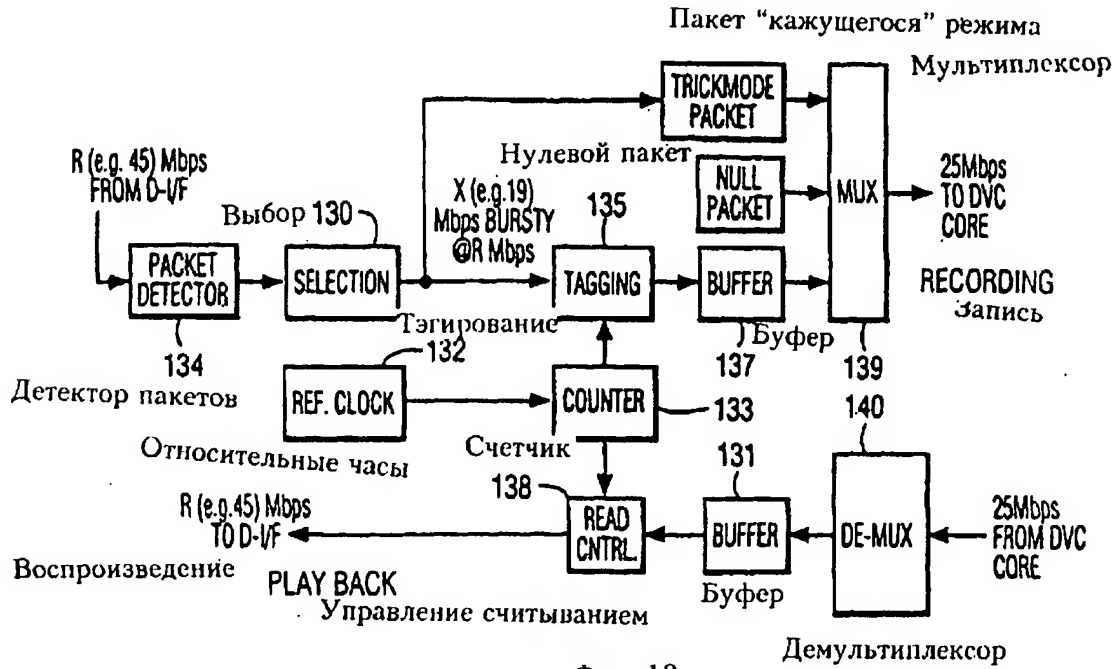 Пакет “кажущегося” режима
Мультиплексор
TRICKMODE
PACKET
Нулевой пакет
NULL
PACKET
MUX
25Mbps
TO DVC
CORE
R (e.g. 45) Mbps
FROM D-I/F
Выбор 130
X (e.g.19)
Mbps BURSTY
@R Mbps
135
PACKET
DETECTOR
SELECTION
TAGGING
BUFFER
RECORDING
Запись
Тэгирование
Буфер
134
132
137
139
Детектор пакетов
REF. CLOCK
COUNTER
133
140
Относительные часы
Счетчик
131
138
R (e.g.45) Mbps
TO D-I/F
READ
CNTRL.
BUFFER
DE-MUX
25Mbps
FROM DVC
CORE
Воспроизведение
PLAY BACK
Буфер
Управление считыванием
Демультиплексор